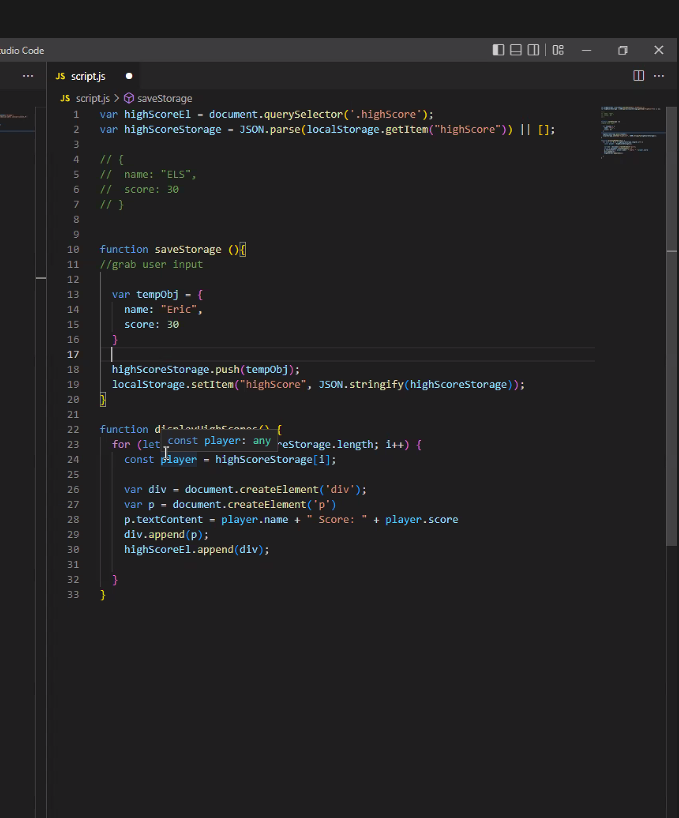 udio Code
JS script.js
JS script.js > saveStorage
1 var highScoreEl = document.querySelector('.highScore');
2 var highScoreStorage = JSON.parse(localStorage.getItem("highScore")) || [];
3
4 // {
5 //  name: "ELS",
6 //  score: 30
7 // }
8
9
10 function saveStorage (){
11 //grab user input
12
13 var tempObj = {
14 name: "Eric",
15 score: 30
16 }
17
18 highScoreStorage.push(tempObj);
19 localStorage.setItem("highScore", JSON.stringify(highScoreStorage));
20 }
21
22 function displayHighScores() {
const player: any
23 for (let reStorage.length; i++) {
24 const player = highScoreStorage[i];
25
26 var div = document.createElement('div');
27 var p = document.createElement('p')
28 p.textContent = player.name + " Score: " + player.score
29 div.append(p);
30 highScoreEl.append(div);
31
32 }
33 }